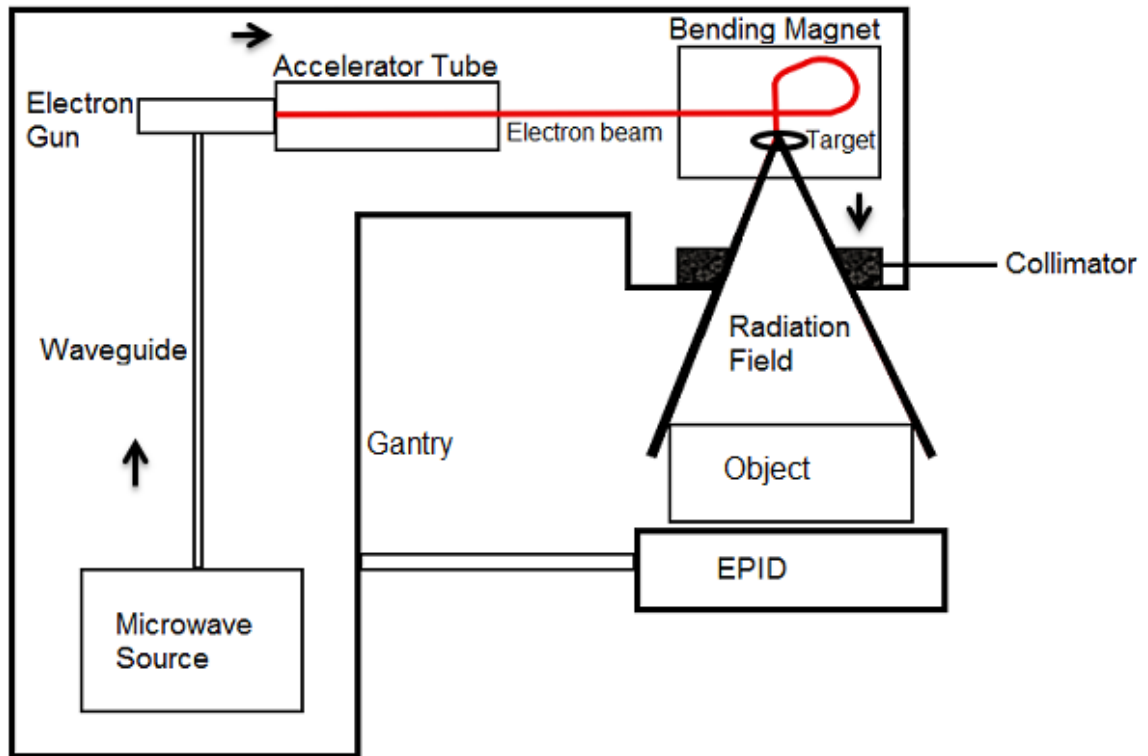 Bending Magnet
Accelerator Tube
Electron
Gun
Electron beam
Target
Collimator
Radiation
Field
Waveguide
Gantry
Object
EPID
Microwave
Source